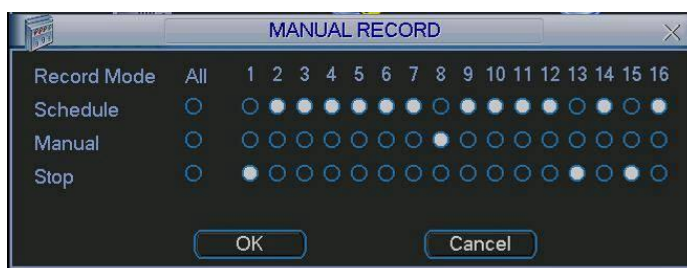 MANUAL RECORD
Record Mode All 1 2 3 4 5 6 7 8 9 10 11 12 13 14 15 16
Schedule
Manual
Stop
OK Cancel